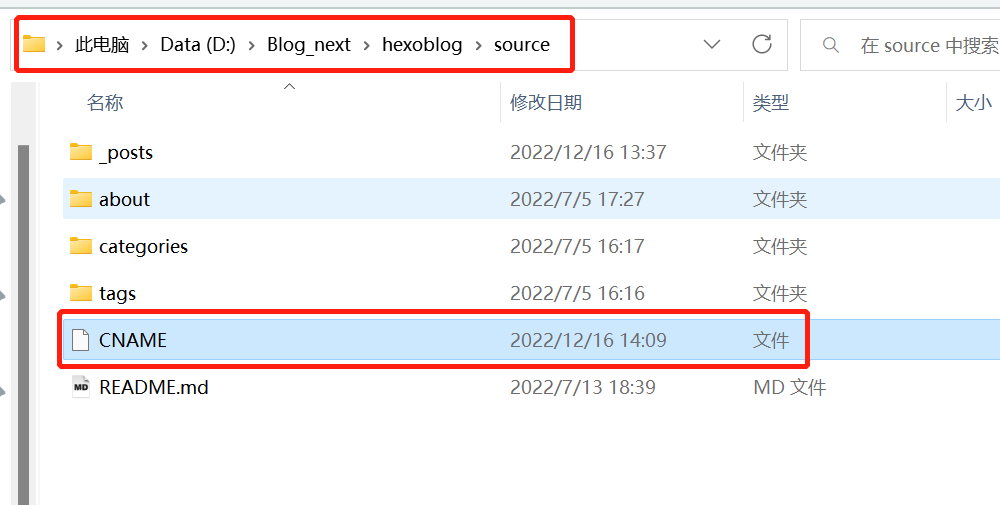 此电脑 > Data (D:) > Blog_next > hexoblog > source 在 source 中搜索
名称 修改日期 类型 大小
_posts 2022/12/16 13:37 文件夹
about 2022/7/5 17:27 文件夹
categories 2022/7/5 16:17 文件夹
tags 2022/7/5 16:16 文件夹
CNAME 2022/12/16 14:09 文件
MD README.md 2022/7/13 18:39 MD 文件